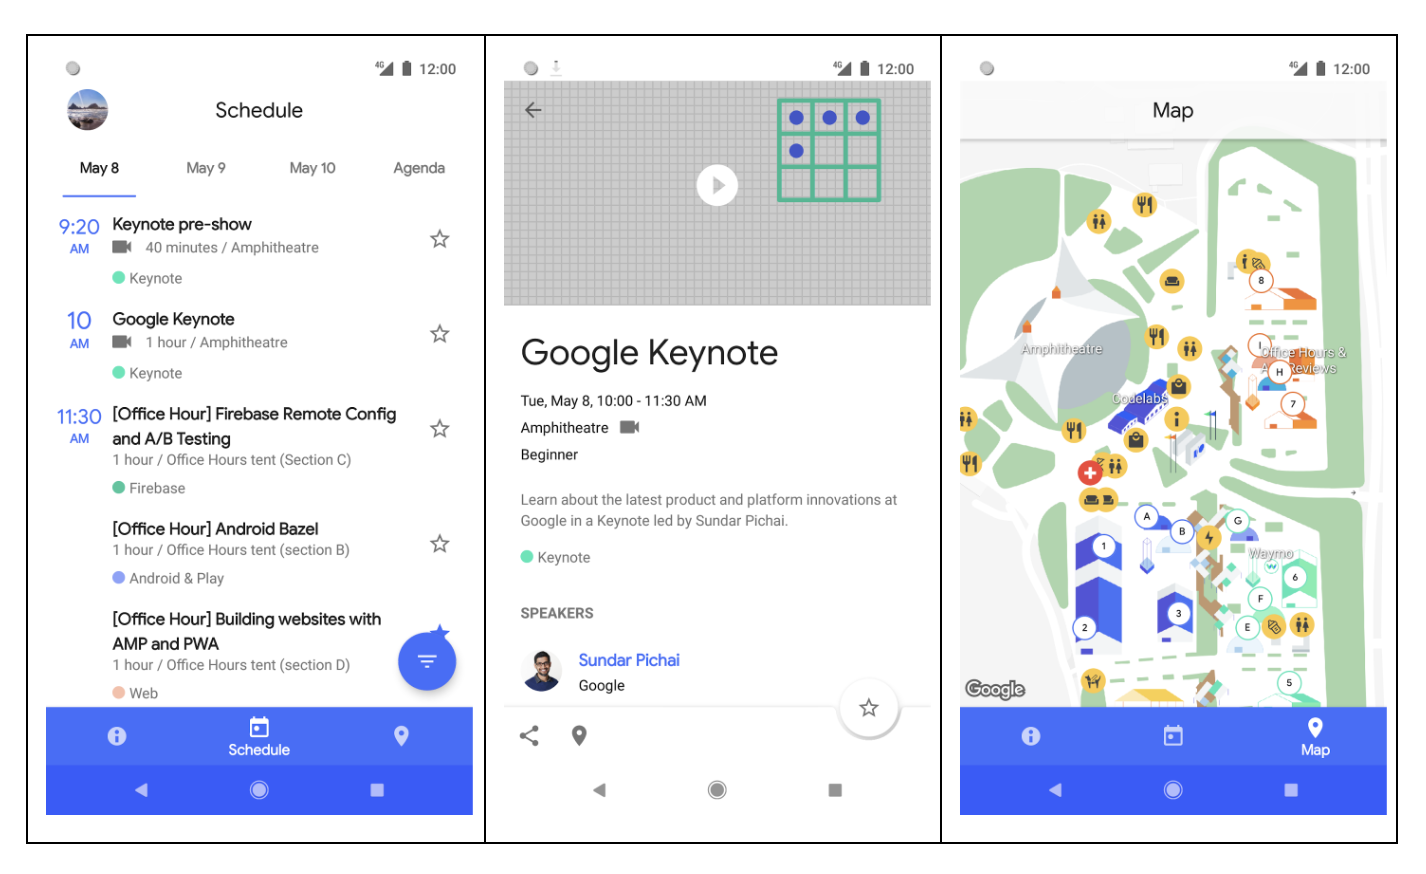 4G 12:00
Schedule
May 8 May 9 May 10 Agenda
9:20 AM
Keynote pre-show
40 minutes / Amphitheatre
Keynote
10 AM
Google Keynote
1 hour / Amphitheatre
Keynote
11:30 AM
[Office Hour] Firebase Remote Config
and A/B Testing
1 hour / Office Hours tent (Section C)
Firebase
[Office Hour] Android Bazel
1 hour / Office Hours tent (section B)
Android & Play
[Office Hour] Building websites with
AMP and PWA
1 hour / Office Hours tent (section D)
Web
Schedule
4G 12:00
Google Keynote
Tue, May 8, 10:00 - 11:30 AM
Amphitheatre
Beginner
Learn about the latest product and platform innovations at
Google in a Keynote led by Sundar Pichai.
Keynote
SPEAKERS
Sundar Pichai
Google
4G 12:00
Map
8
Amphitheatre
I
Office Hours &
Reviews
H
Codelabs
7
A
B
G
1
Waymo
6
F
3
2
E
5
Google
Map